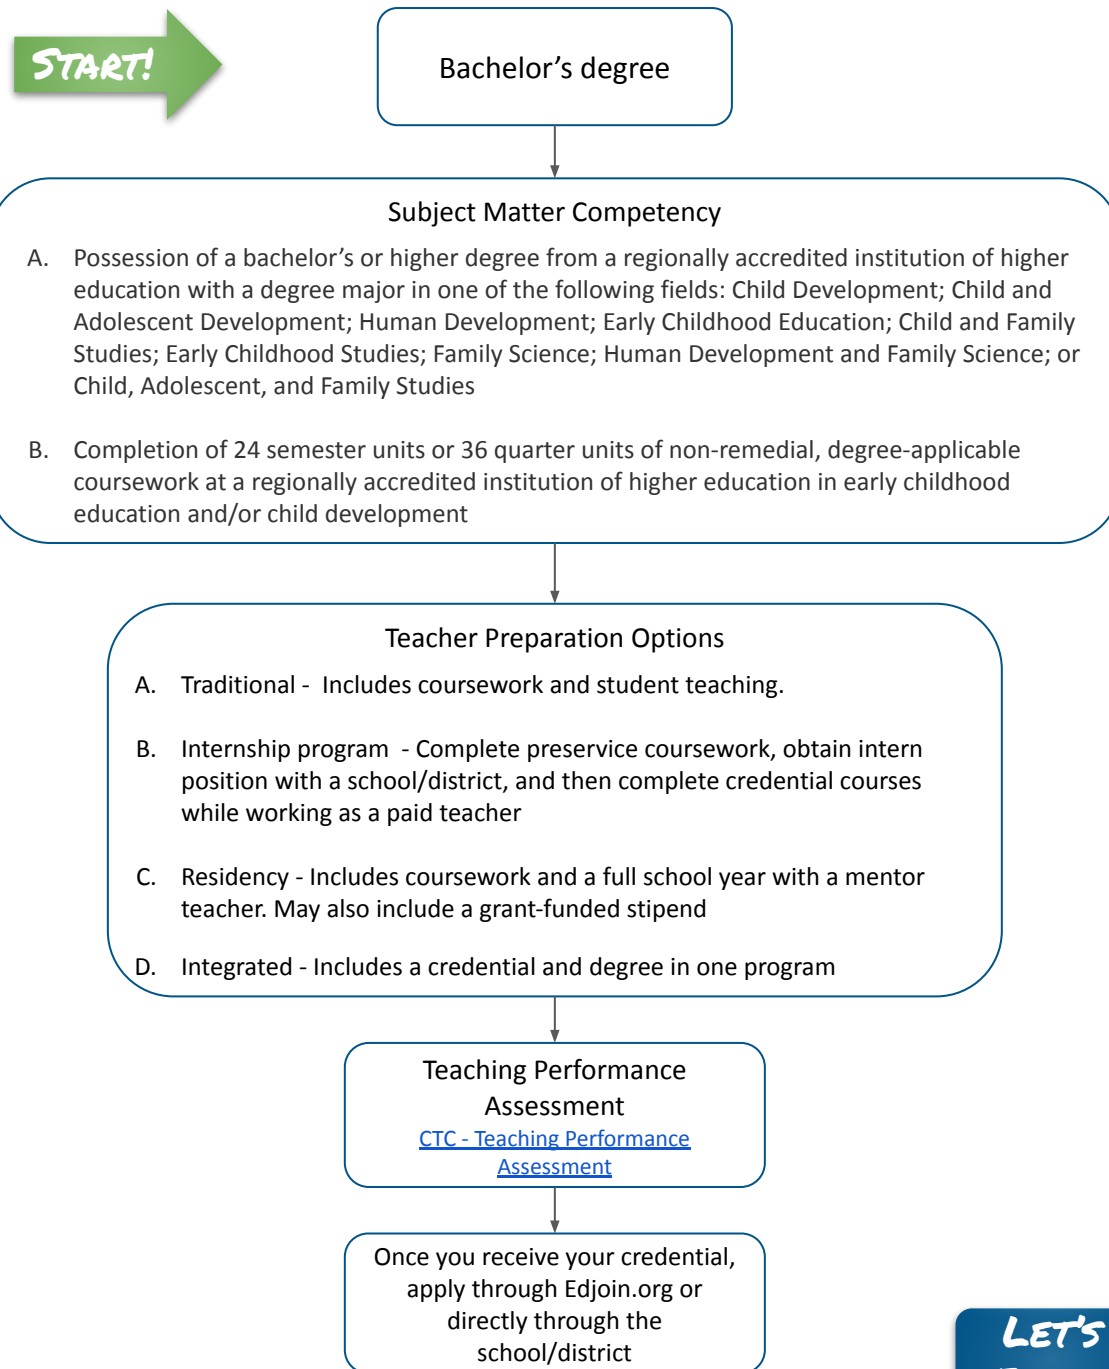 START!
Bachelor's degree
Subject Matter Competency
A. Possession of a bachelor's or higher degree from a regionally accredited institution of higher
education with a degree major in one of the following fields: Child Development; Child and
Adolescent Development; Human Development; Early Childhood Education; Child and Family
Studies; Early Childhood Studies; Family Science; Human Development and Family Science; or
Child, Adolescent, and Family Studies
B. Completion of 24 semester units or 36 quarter units of non-remedial, degree-applicable
coursework at a regionally accredited institution of higher education in early childhood
education and/or child development
Teacher Preparation Options
A. Traditional - Includes coursework and student teaching.
B. Internship program - Complete preservice coursework, obtain intern
position with a school/district, and then complete credential courses
while working as a paid teacher
C. Residency - Includes coursework and a full school year with a mentor
teacher. May also include a grant-funded stipend
D. Integrated - Includes a credential and degree in one program
Teaching Performance
Assessment
CTC - Teaching Performance
Assessment
Once you receive your credential,
apply through Edjoin.org or
directly through the
school/district
LET'S